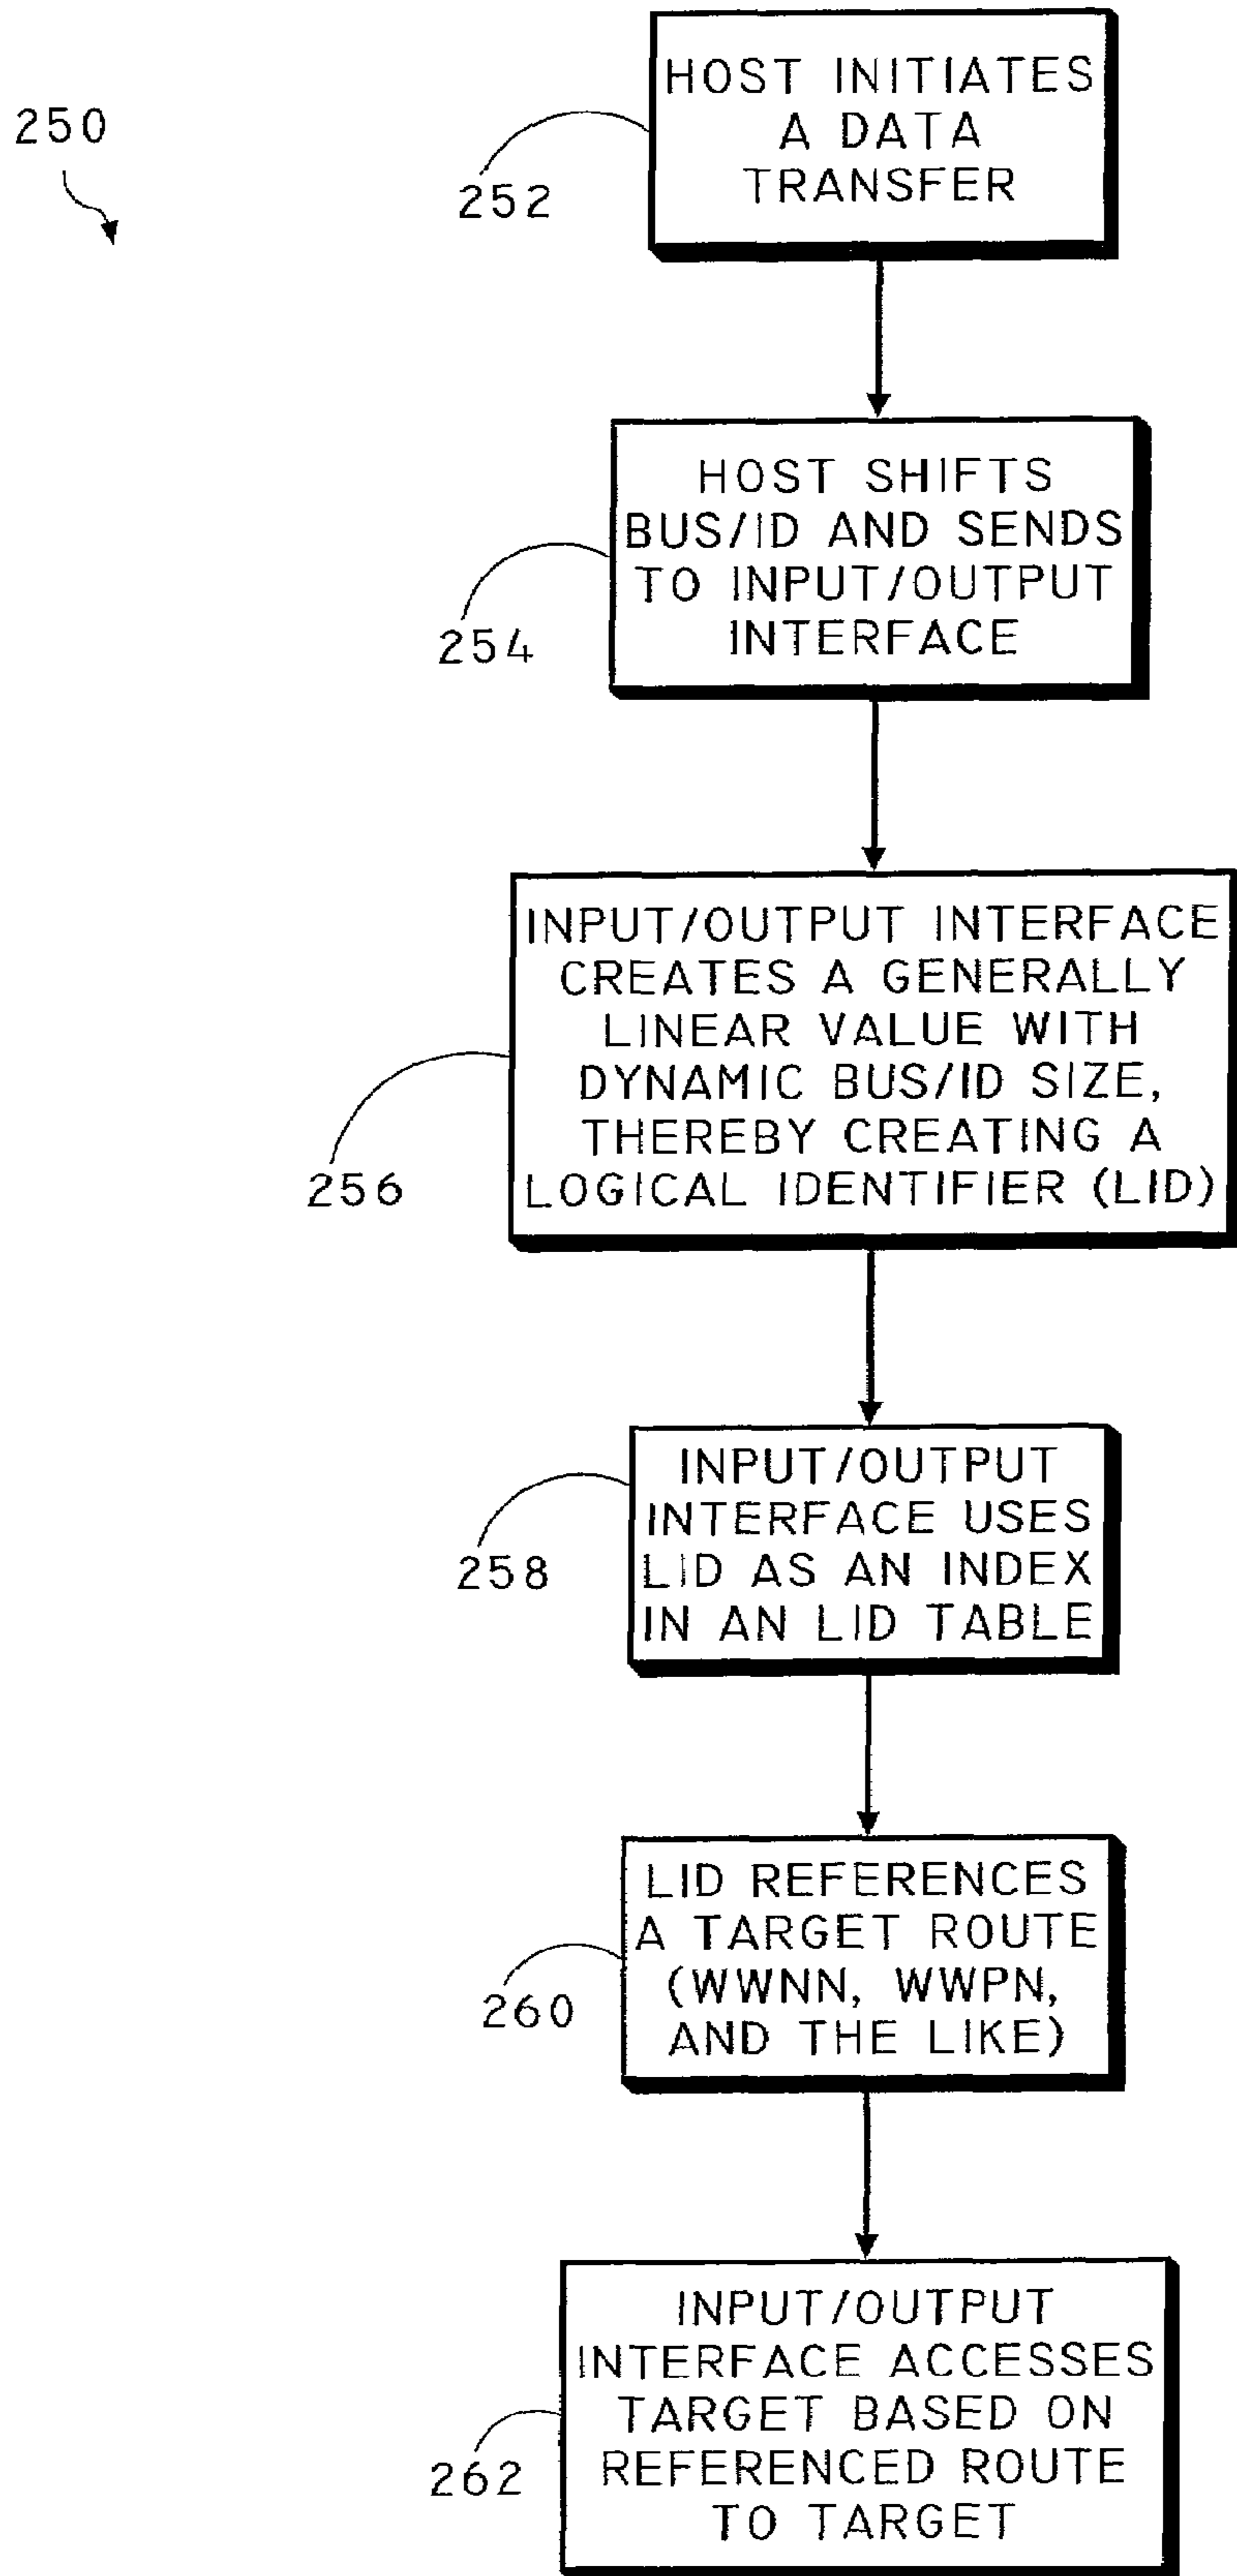 250
HOST INITIATES
A DATA
TRANSFER
252
HOST SHIFTS
BUS/ID AND SENDS
TO INPUT/OUTPUT
INTERFACE
254
INPUT/OUTPUT INTERFACE
CREATES A GENERALLY
LINEAR VALUE WITH
DYNAMIC BUS/ID SIZE,
THEREBY CREATING A
LOGICAL IDENTIFIER (LID)
256
INPUT/OUTPUT
INTERFACE USES
LID AS AN INDEX
IN AN LID TABLE
258
LID REFERENCES
A TARGET ROUTE
(WWNN, WWPN,
AND THE LIKE)
260
INPUT/OUTPUT
INTERFACE ACCESSES
TARGET BASED ON
REFERENCED ROUTE
TO TARGET
262